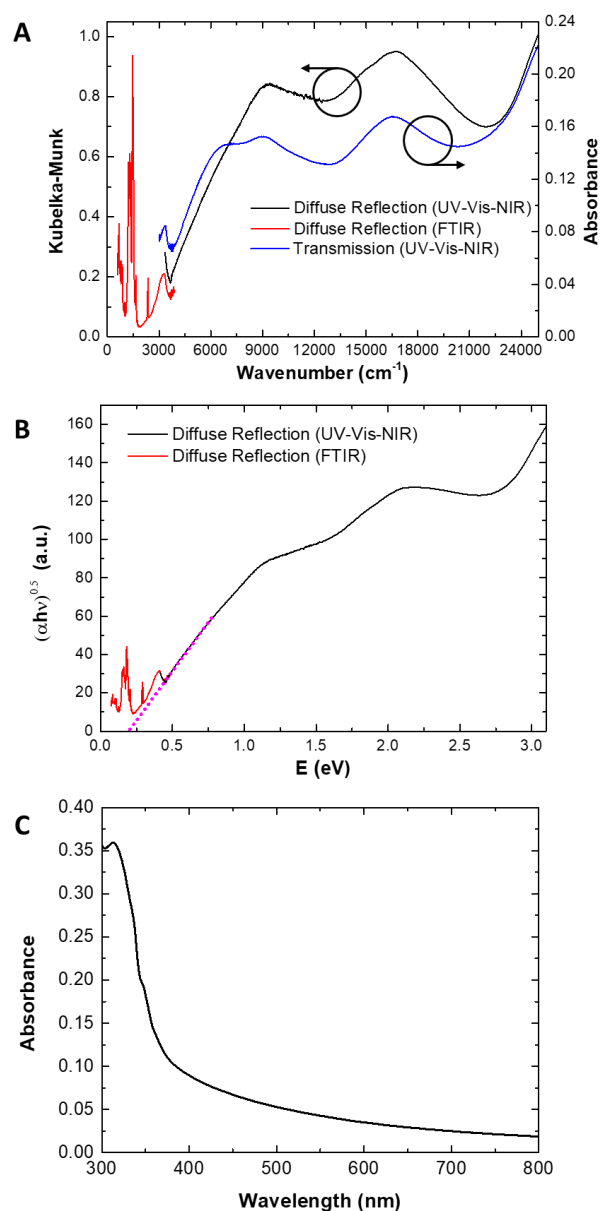 A
Kubelka-Munk
1.0
0.8
0.6
0.4
0.2
0.0
0.24
0.20
0.16
0.12
0.08
0.04
0.00
Absorbance
Diffuse Reflection (UV-Vis-NIR)
Diffuse Reflection (FTIR)
Transmission (UV-Vis-NIR)
0 3000 6000 9000 12000 15000 18000 21000 24000
Wavenumber (cm⁻¹)
B
(αhν)^0.5 (a.u.)
160
140
120
100
80
60
40
20
0
Diffuse Reflection (UV-Vis-NIR)
Diffuse Reflection (FTIR)
0.0 0.5 1.0 1.5 2.0 2.5 3.0
E (eV)
C
Absorbance
0.40
0.35
0.30
0.25
0.20
0.15
0.10
0.05
0.00
300 400 500 600 700 800
Wavelength (nm)